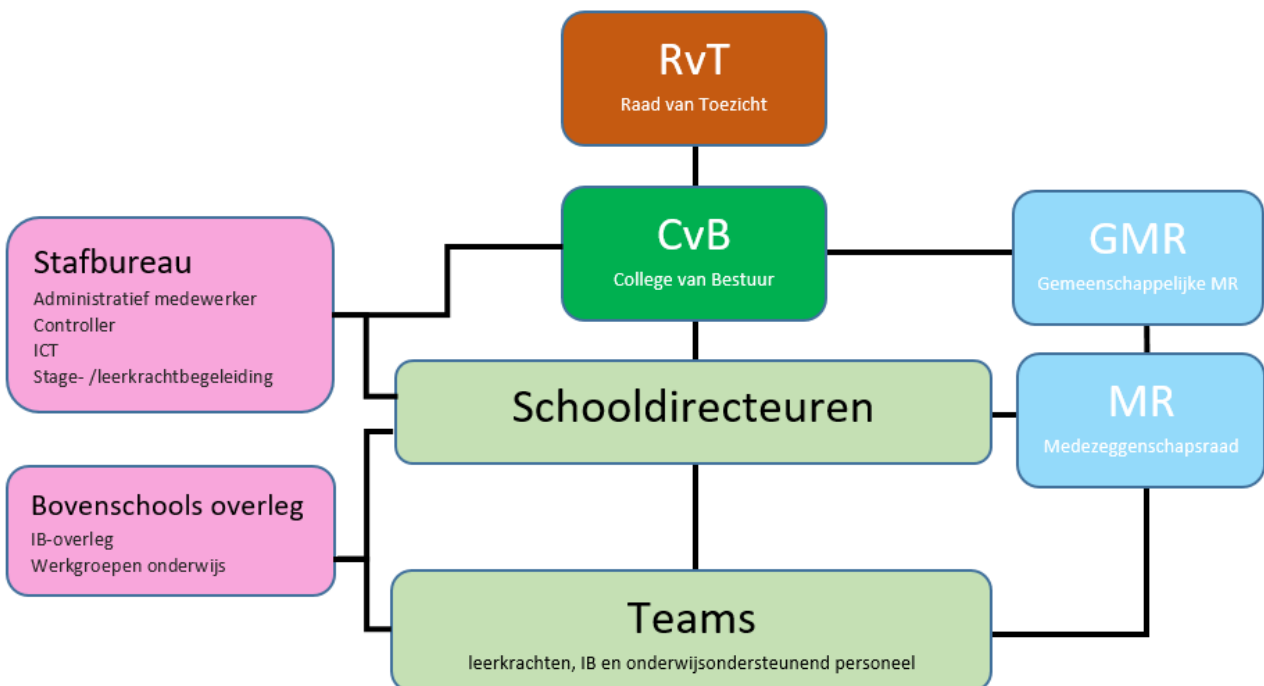 RvT
Raad van Toezicht
CvB
College van Bestuur
GMR
Gemeenschappelijke MR
Stafbureau
Administratief medewerker
Controller
ICT
Stage- /leerkrachtbegeleiding
Schooldirecteuren
MR
Medezeggenschapsraad
Bovenschools overleg
IB-overleg
Werkgroepen onderwijs
Teams
leerkrachten, IB en onderwijsondersteunend personeel